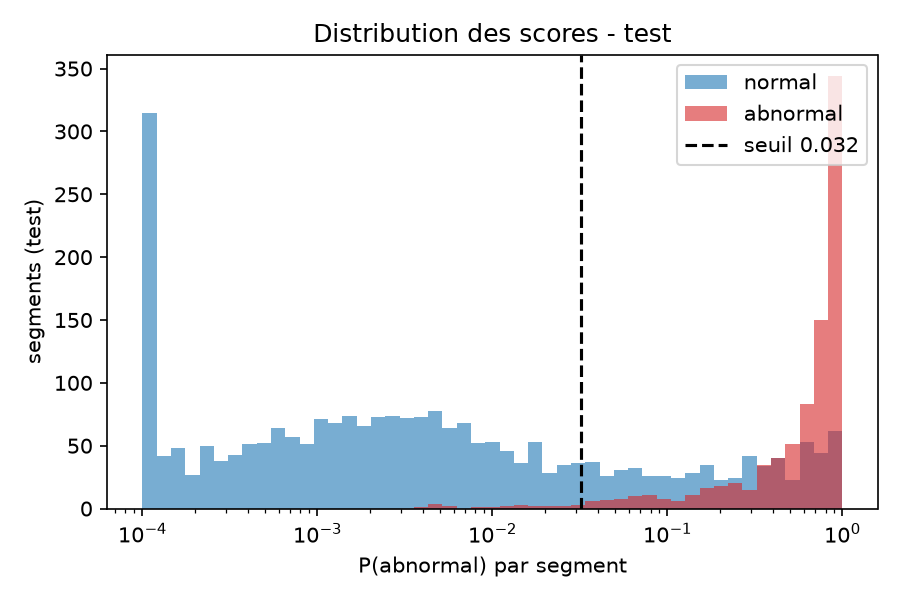 Distribution des scores - test
350
300
250
200
150
100
50
0
segments (test)
normal
abnormal
seuil 0.032
10⁻⁴
10⁻³
10⁻²
10⁻¹
10⁰
P(abnormal) par segment